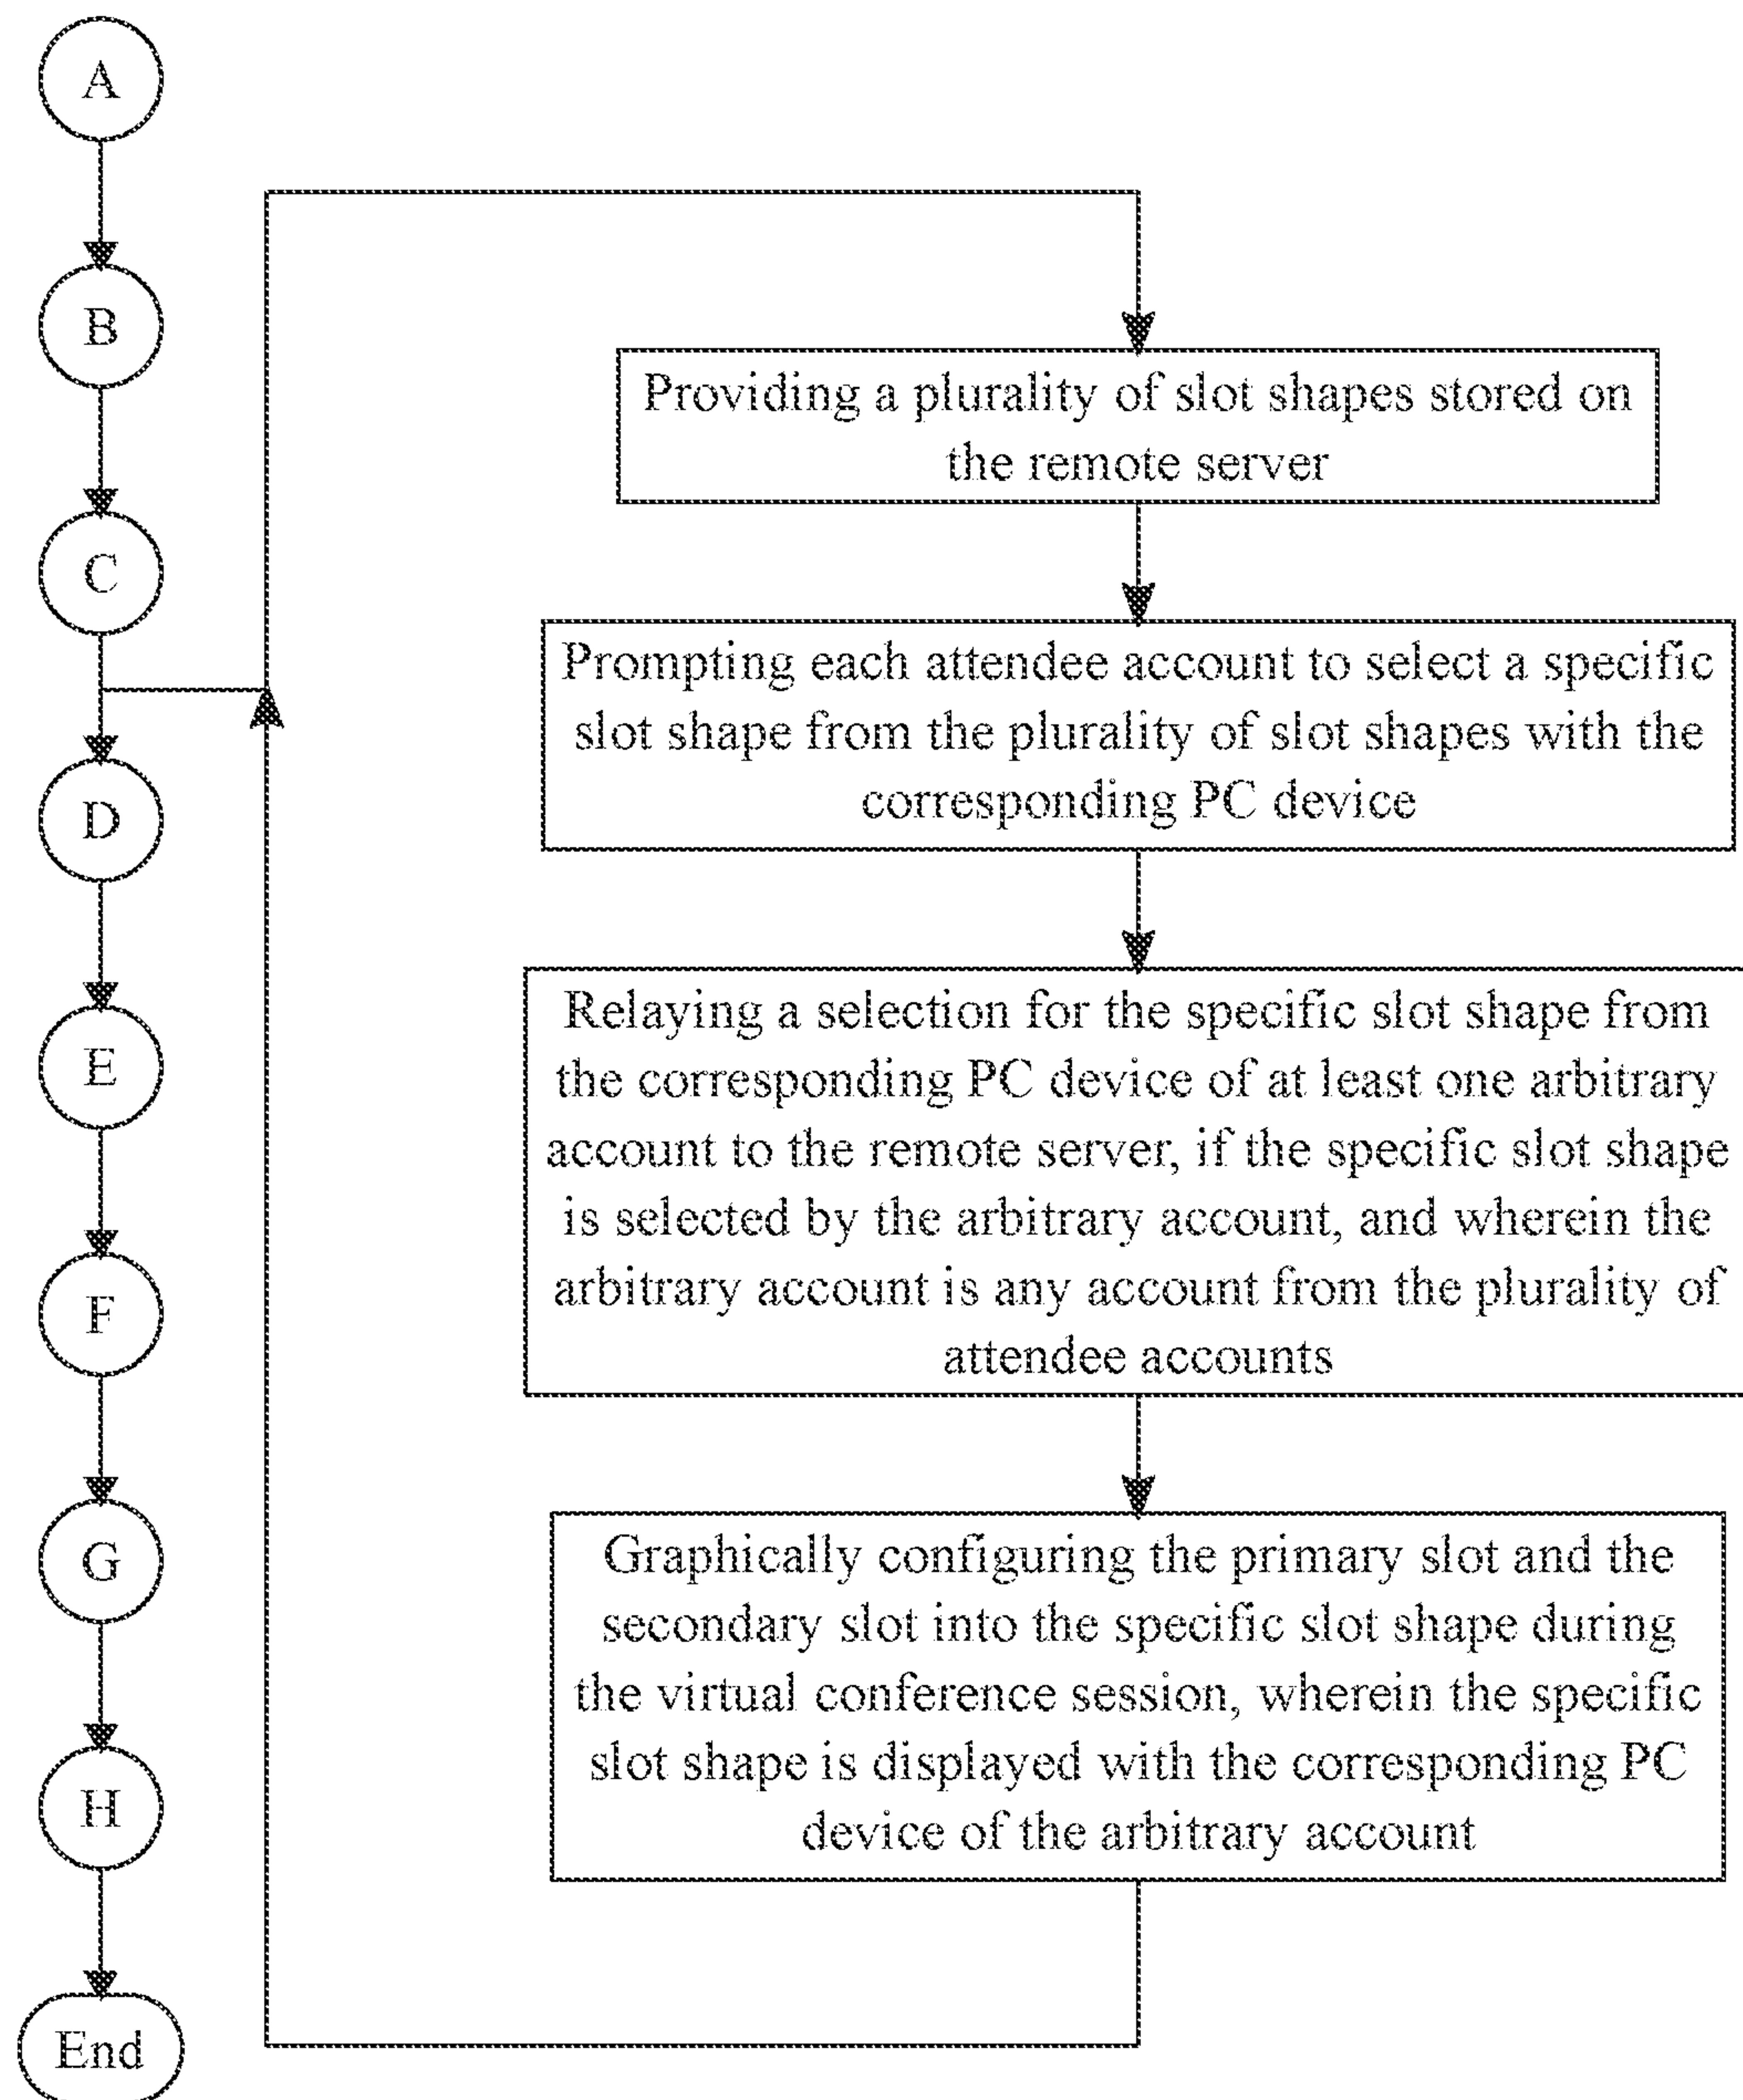 A
B
C
D
E
F
G
H
End
Providing a plurality of slot shapes stored on
the remote server
Prompting each attendee account to select a specific
slot shape from the plurality of slot shapes with the
corresponding PC device
Relaying a selection for the specific slot shape from
the corresponding PC device of at least one arbitrary
account to the remote server, if the specific slot shape
is selected by the arbitrary account, and wherein the
arbitrary account is any account from the plurality of
attendee accounts
Graphically configuring the primary slot and the
secondary slot into the specific slot shape during
the virtual conference session, wherein the specific
slot shape is displayed with the corresponding PC
device of the arbitrary account